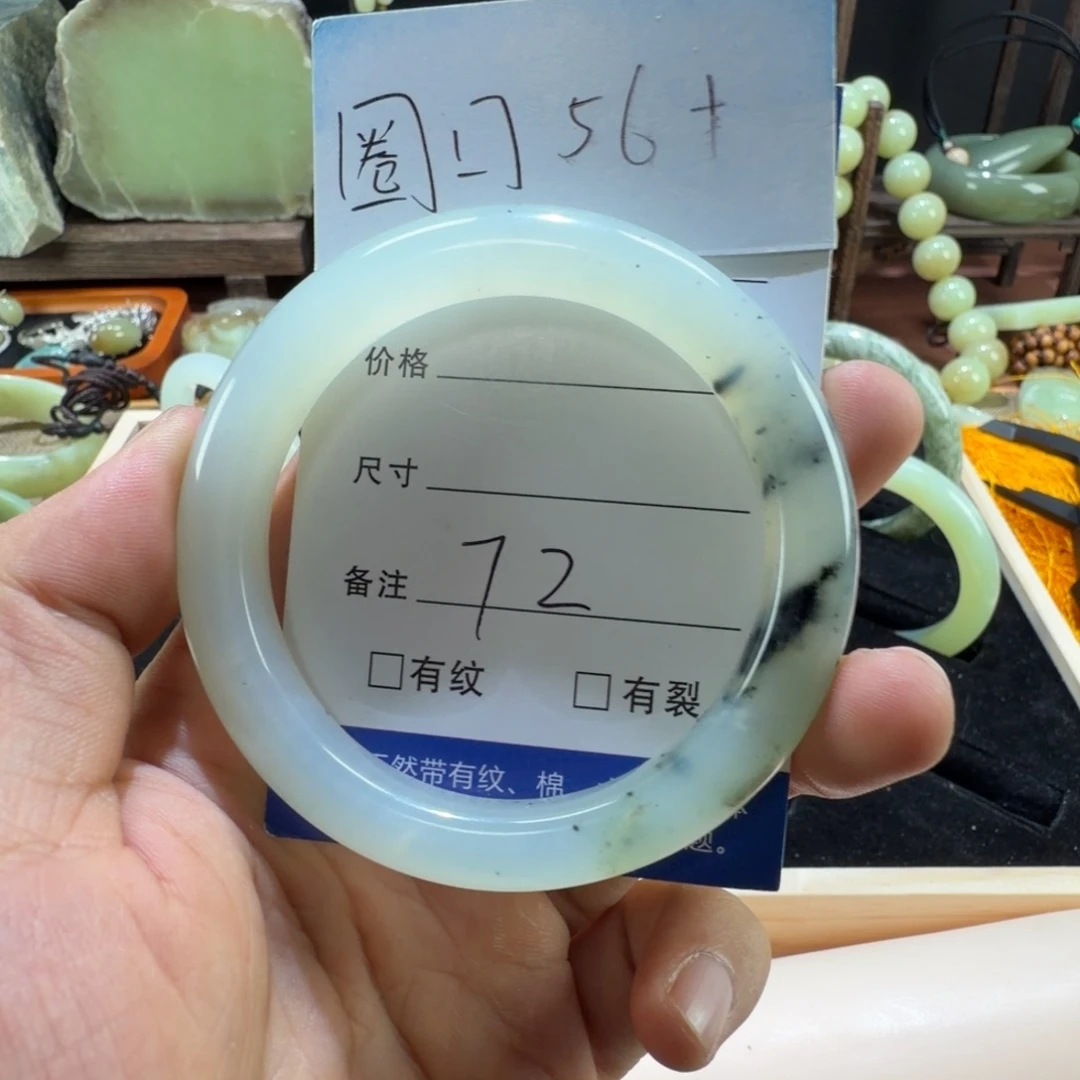 圈口56+
价格
尺寸
备注 72
□有纹 □有裂
然带有纹、棉
题。